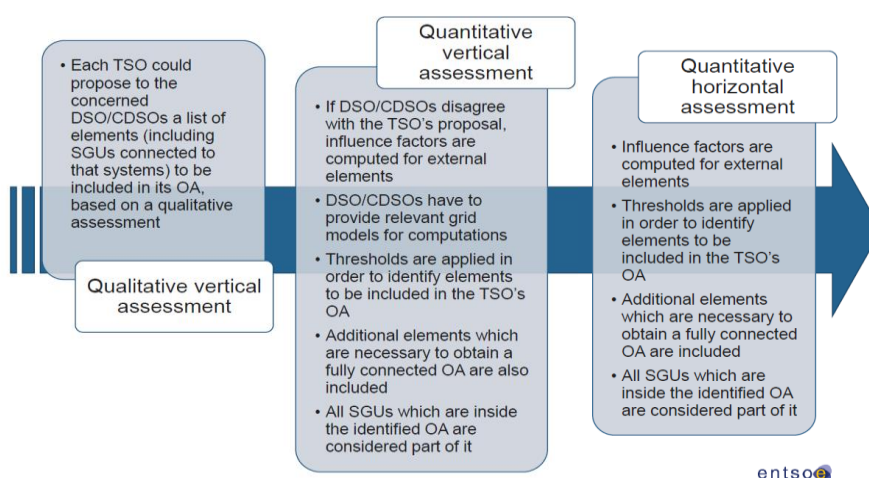 • Each TSO could
propose to the
concerned
DSO/CDSOs a list of
elements (including
SGUs connected to
that systems) to be
included in its OA,
based on a qualitative
assessment
Qualitative vertical
assessment
Quantitative
vertical
assessment
• If DSO/CDSOs disagree
with the TSO's proposal,
influence factors are
computed for external
elements
• DSO/CDSOs have to
provide relevant grid
models for computations
• Thresholds are applied in
order to identify elements
to be included in the TSO's
OA
• Additional elements which
are necessary to obtain a
fully connected OA are also
included
• All SGUs which are inside
the identified OA are
considered part of it
Quantitative
horizontal
assessment
• Influence factors are
computed for external
elements
• Thresholds are applied
in order to identify
elements to be
included in the TSO's
OA
• Additional elements
which are necessary to
obtain a fully connected
OA are included
• All SGUs which are
inside the identified OA
are considered part of it
entsoe